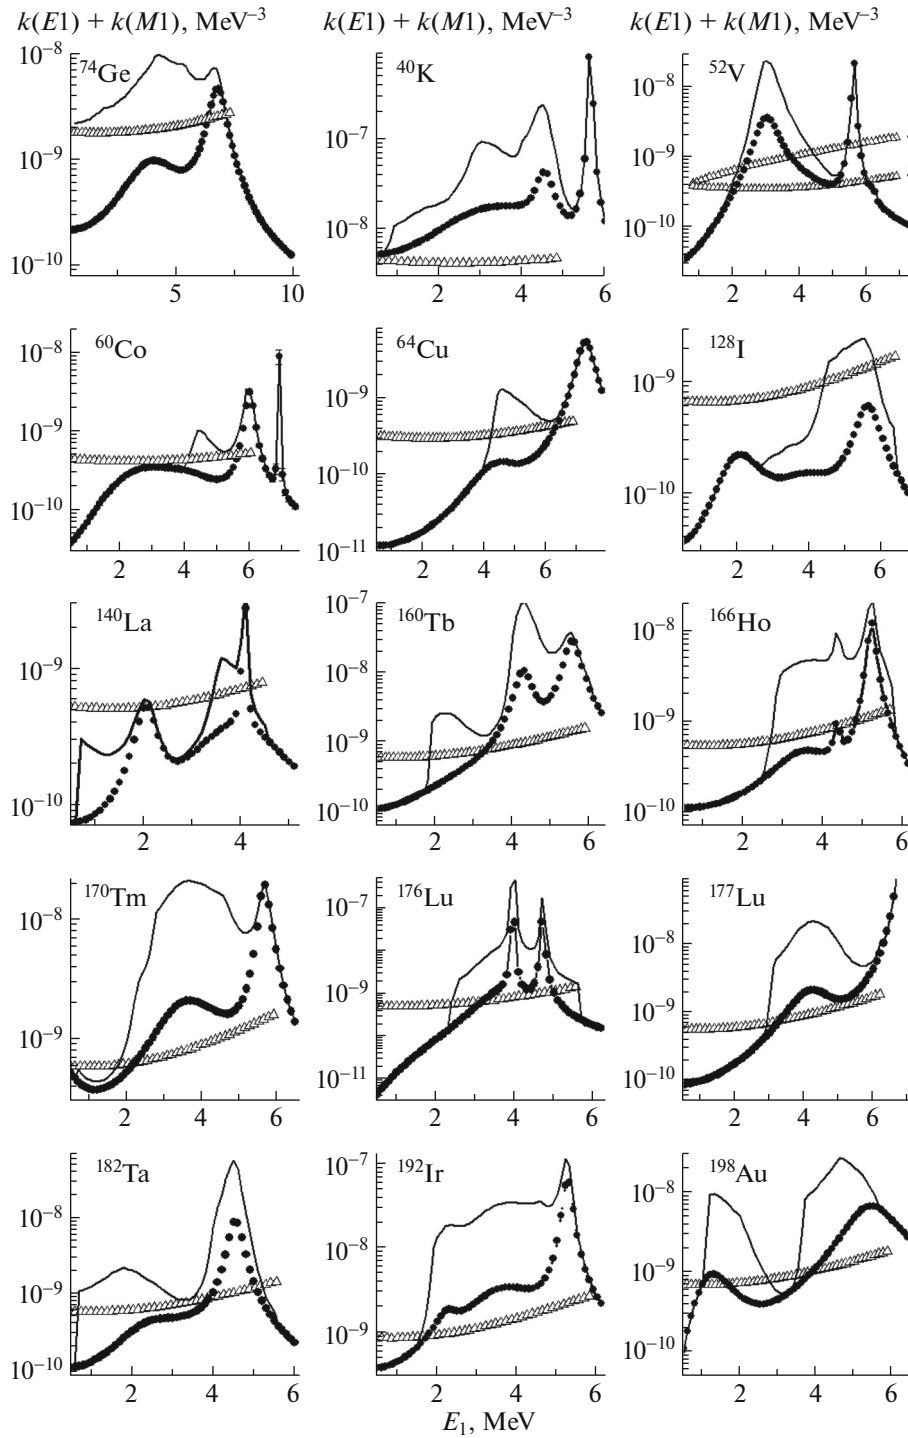 k(E1) + k(M1), MeV⁻³ k(E1) + k(M1), MeV⁻³ k(E1) + k(M1), MeV⁻³
10⁻⁸ ⁷⁴Ge ⁴⁰K 10⁻⁸ ⁵²V
10⁻⁷
10⁻⁹ 10⁻⁹
10⁻⁸
10⁻¹⁰ 10⁻¹⁰
5 10 2 4 6 2 4 6
10⁻⁸ ⁶⁰Co ⁶⁴Cu ¹²⁸I
10⁻⁹ 10⁻⁹ 10⁻⁹
10⁻¹⁰ 10⁻¹⁰ 10⁻¹⁰
10⁻¹¹
2 4 6 2 4 6 2 4 6
¹⁴⁰La 10⁻⁷ ¹⁶⁰Tb ¹⁶⁶Ho
10⁻⁸ 10⁻⁸
10⁻⁹ 10⁻⁹ 10⁻⁹
10⁻¹⁰ 10⁻¹⁰ 10⁻¹⁰
2 4 2 4 6 2 4 6
¹⁷⁰Tm ¹⁷⁶Lu ¹⁷⁷Lu
10⁻⁸ 10⁻⁷ 10⁻⁸
10⁻⁹ 10⁻⁹ 10⁻⁹
10⁻¹¹ 10⁻¹⁰
2 4 6 2 4 6 2 4 6
¹⁸²Ta 10⁻⁷ ¹⁹²Ir ¹⁹⁸Au
10⁻⁸ 10⁻⁸ 10⁻⁸
10⁻⁹ 10⁻⁹ 10⁻⁹
10⁻¹⁰ 10⁻¹⁰
2 4 6 2 4 6 2 4 6
E₁, MeV